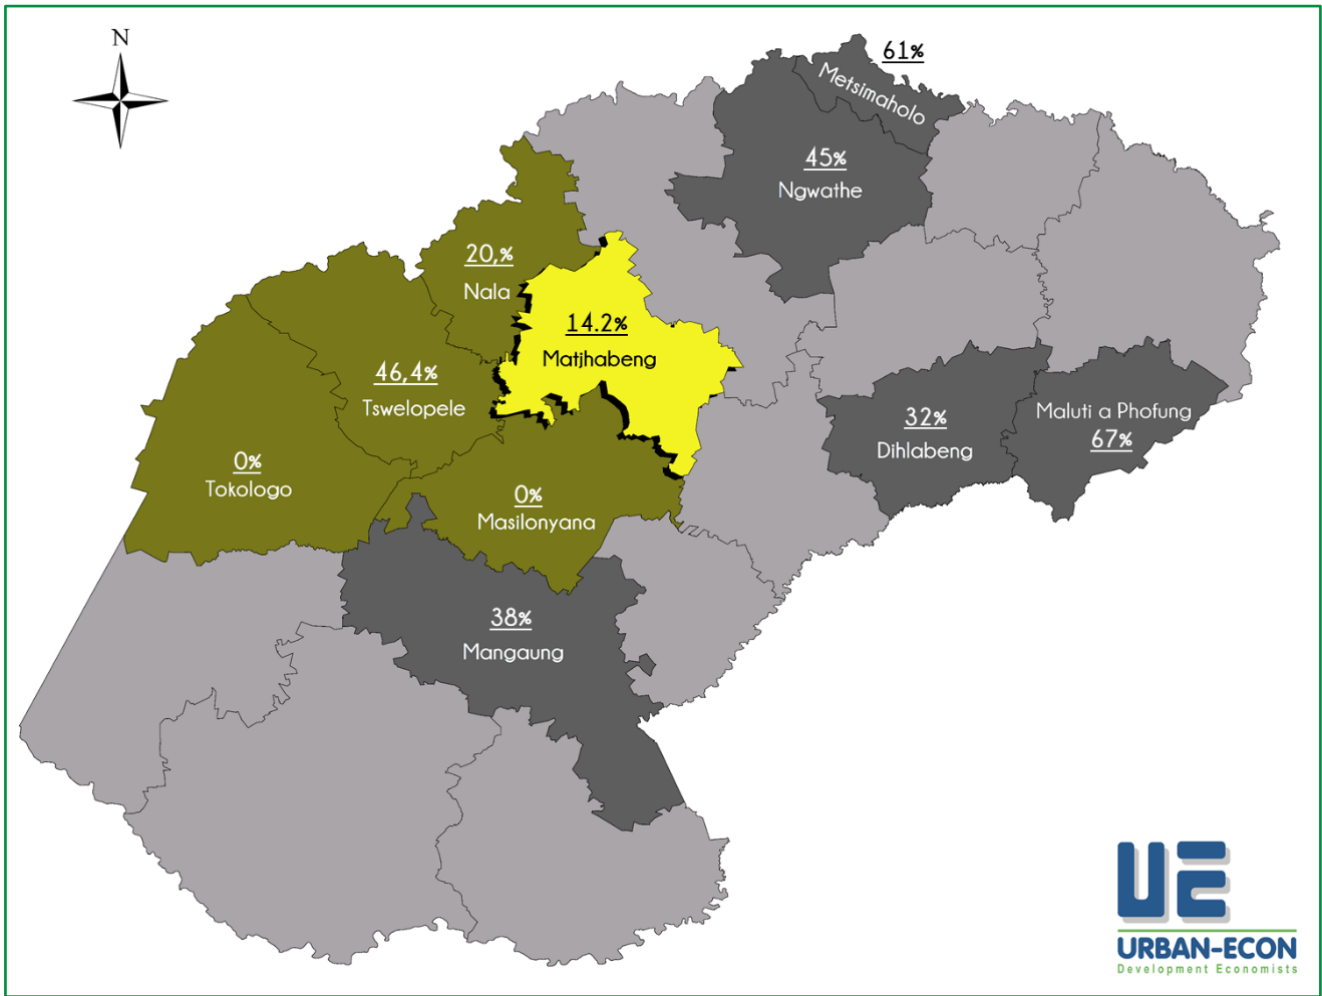 N
61%
Metsimaholo
45%
Ngwathe
20,%
Nala
14.2%
Matjhabeng
46,4%
Tswelopele
Maluti a Phofung
67%
32%
Dihlabeng
0%
Tokologo
0%
Masilonyana
38%
Mangaung
UE
URBAN-ECON
Development Economists